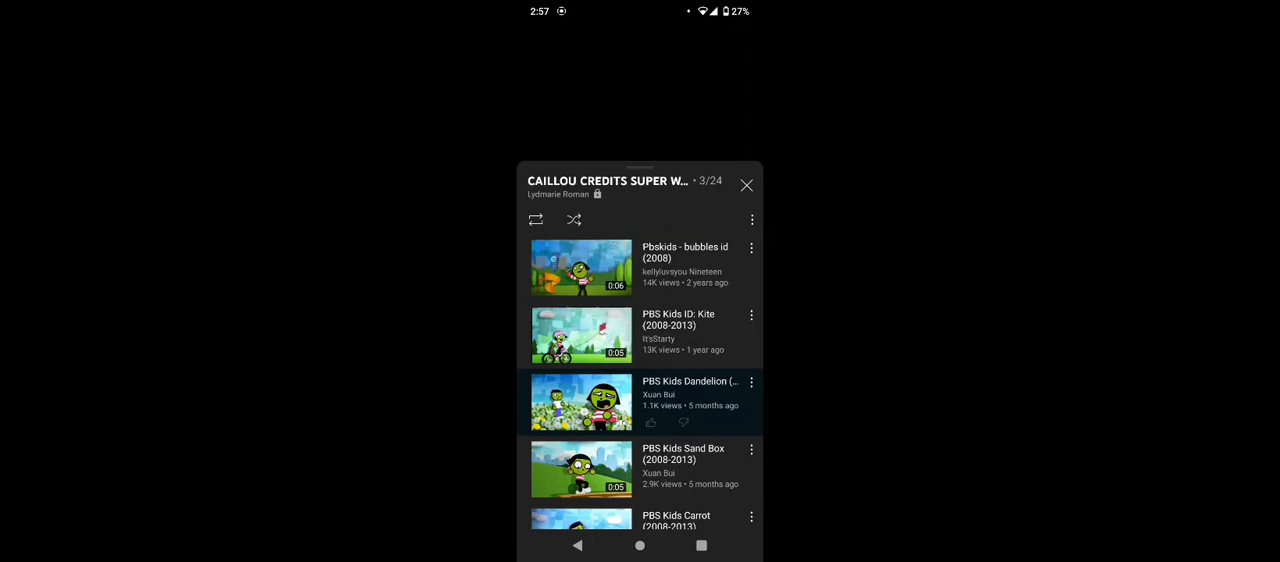 2:57
27%
CAILLOU CREDITS SUPER W... • 3/24
Lydmarie Roman
Pbskids - bubbles id
(2008)
kellyluvsyou Nineteen
14K views • 2 years ago
0:06
PBS Kids ID: Kite
(2008-2013)
It'sStarty
13K views • 1 year ago
0:05
PBS Kids Dandelion (...
Xuan Bui
1.1K views • 5 months ago
PBS Kids Sand Box
(2008-2013)
Xuan Bui
2.9K views • 5 months ago
0:05
PBS Kids Carrot
(2008-2013)